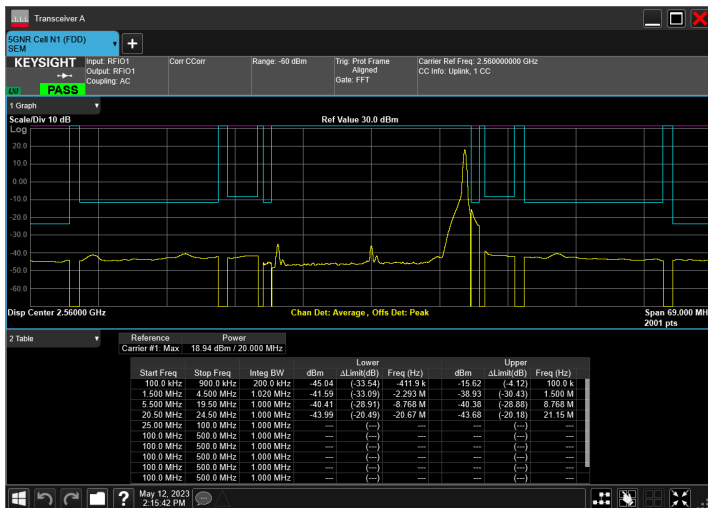 Transceiver A
5GNR Cell N1 (FDD)
SEM
KEYSIGHT
Input: RFIO1
Output: RFIO1
Coupling: AC
Corr CCorr
Range: -60 dBm
Trig: Prot Frame
Aligned
Gate: FFT
Carrier Ref Freq: 2.560000000 GHz
CC Info: Uplink, 1 CC
PASS
1 Graph
Scale/Div 10 dB
Ref Value 30.0 dBm
Log
20.0
10.0
0.00
-10.0
-20.0
-30.0
-40.0
-50.0
-60.0
Disp Center 2.56000 GHz
Chan Det: Average, Offs Det: Peak
Span 69.000 MH
2001 pts
2 Table
Reference Power
Carrier #1: Max 18.94 dBm / 20.000 MHz
Lower Upper
Start Freq Stop Freq Integ BW dBm ΔLimit(dB) Freq (Hz) dBm ΔLimit(dB) Freq (Hz)
100.0 kHz 900.0 kHz 200.0 kHz -45.04 (-33.54) -411.9 k -15.62 (-4.12) 100.0 k
1.500 MHz 4.500 MHz 1.020 MHz -41.59 (-33.09) -2.293 M -38.93 (-30.43) 1.500 M
5.500 MHz 19.50 MHz 1.000 MHz -40.41 (-28.91) -8.768 M -40.38 (-28.88) 8.768 M
20.50 MHz 24.50 MHz 1.000 MHz -43.99 (-20.49) -20.67 M -43.68 (-20.18) 21.15 M
25.00 MHz 100.0 MHz 1.000 MHz --- (---) --- --- (---) ---
100.0 MHz 500.0 MHz 1.000 MHz --- (---) --- --- (---) ---
100.0 MHz 500.0 MHz 1.000 MHz --- (---) --- --- (---) ---
100.0 MHz 500.0 MHz 1.000 MHz --- (---) --- --- (---) ---
100.0 MHz 500.0 MHz 1.000 MHz --- (---) --- --- (---) ---
100.0 MHz 500.0 MHz 1.000 MHz --- (---) --- --- (---) ---
May 12, 2023
2:15:42 PM